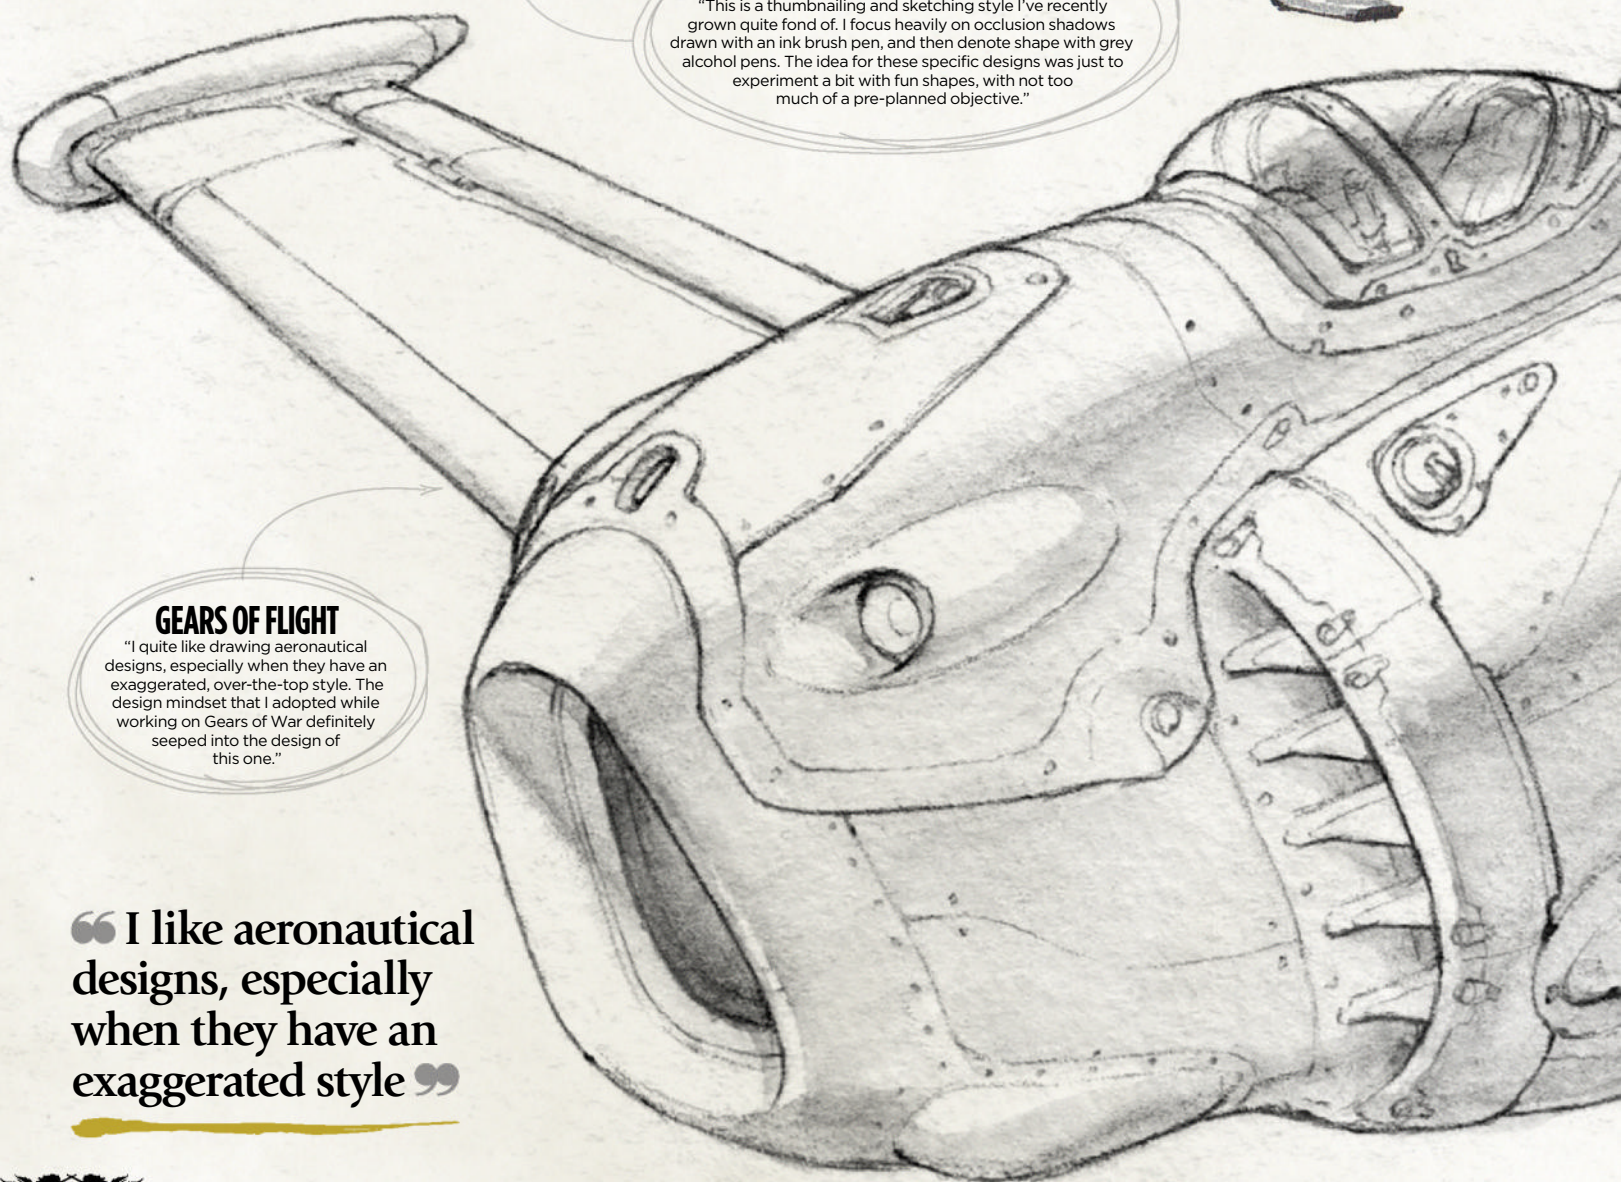 “This is a thumbnailing and sketching style I’ve recently
grown quite fond of. I focus heavily on occlusion shadows
drawn with an ink brush pen, and then denote shape with grey
alcohol pens. The idea for these specific designs was just to
experiment a bit with fun shapes, with not too
much of a pre-planned objective.”
GEARS OF FLIGHT
“I quite like drawing aeronautical
designs, especially when they have an
exaggerated, over-the-top style. The
design mindset that I adopted while
working on Gears of War definitely
seeped into the design of
this one.”
“I like aeronautical
designs, especially
when they have an
exaggerated style”